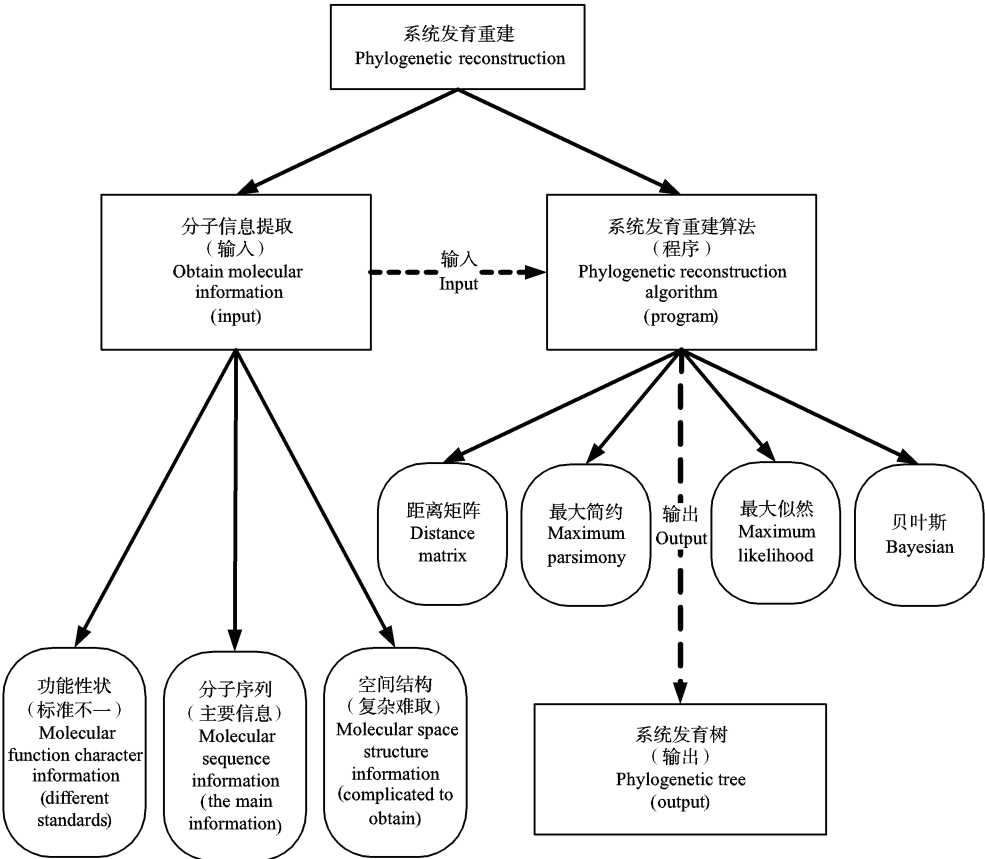 系统发育重建
Phylogenetic reconstruction
分子信息提取
（输入）
Obtain molecular
information
(input)
输入
Input
系统发育重建算法
（程序）
Phylogenetic reconstruction
algorithm
(program)
距离矩阵
Distance
matrix
最大简约
Maximum
parsimony
输出
Output
最大似然
Maximum
likelihood
贝叶斯
Bayesian
功能性状
（标准不一）
Molecular
function character
information
(different
standards)
分子序列
（主要信息）
Molecular
sequence
information
(the main
information)
空间结构
（复杂难取）
Molecular space
structure
information
(complicated to
obtain)
系统发育树
（输出）
Phylogenetic tree
(output)